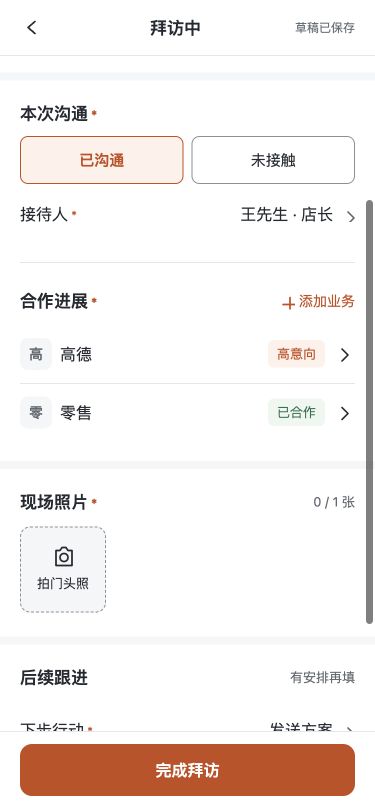 拜访中
草稿已保存
本次沟通 *
已沟通
未接触
接待人 *
王先生 · 店长
合作进展 *
添加业务
高
高德
高意向
零
零售
已合作
现场照片 *
0 / 1 张
拍门头照
后续跟进
有安排再填
下步行动 *
发送方案
完成拜访